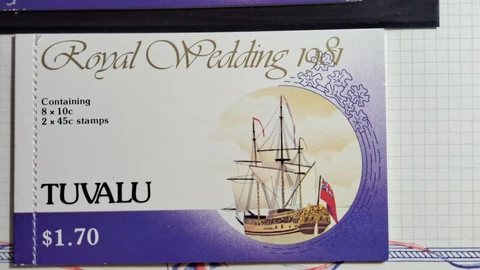 Royal Wedding 1981
Containing
8 × 10c
2 × 45c stamps
TUVALU
$1.70